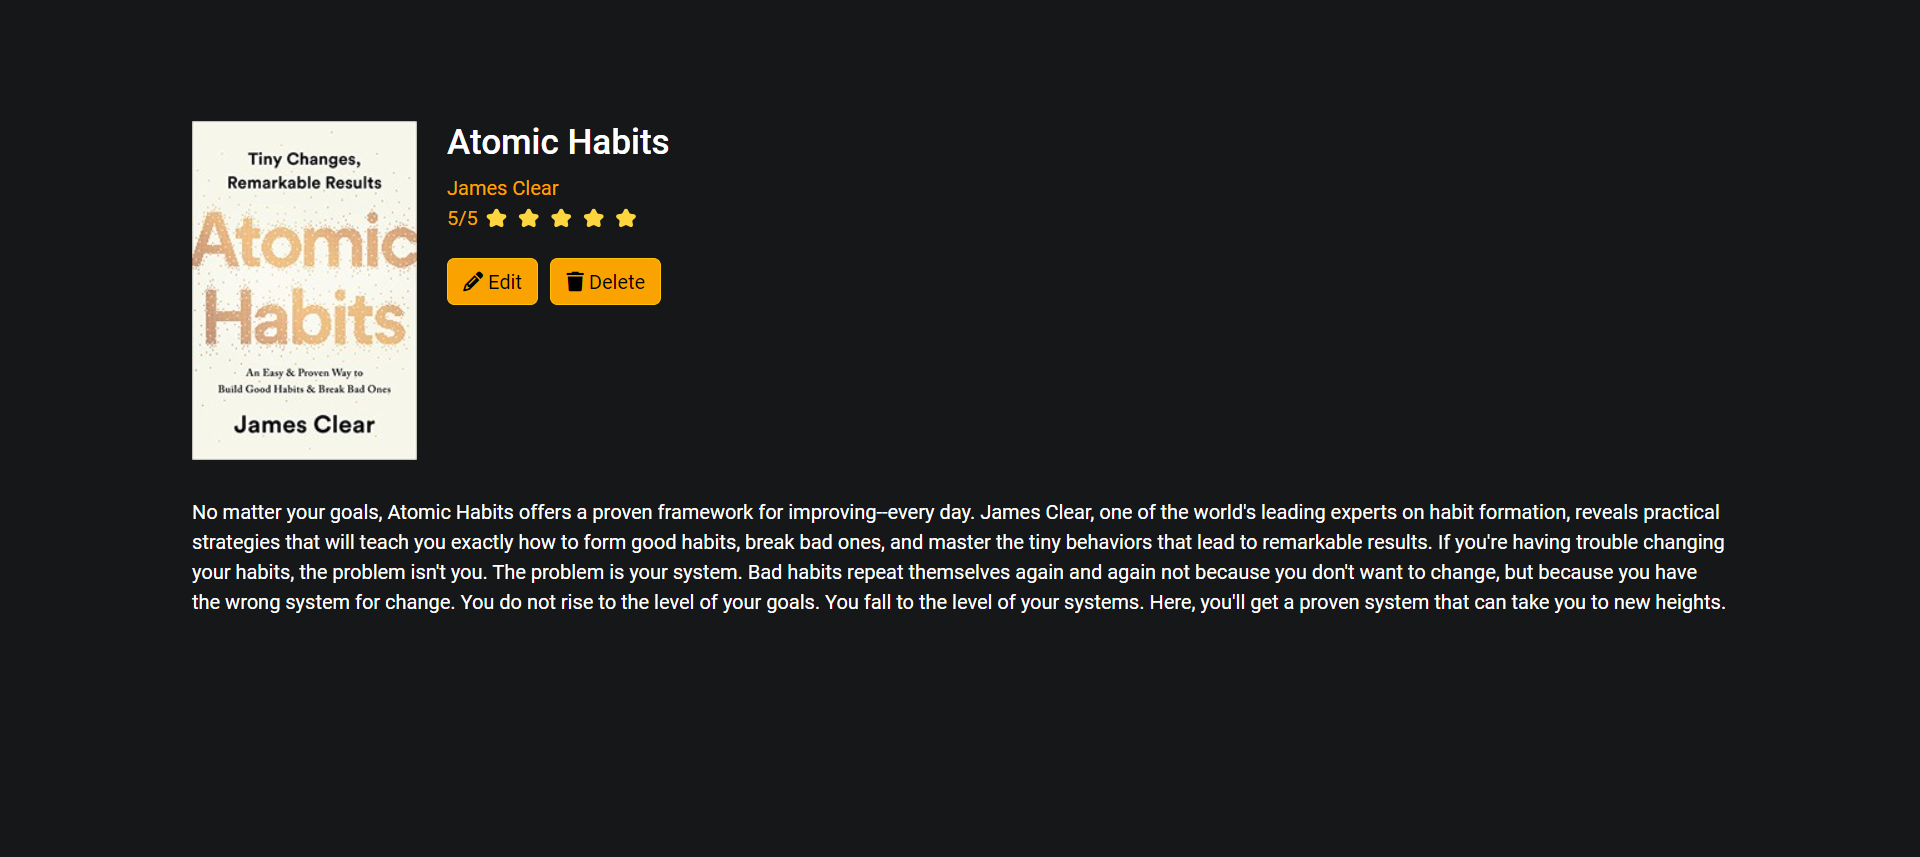 Tiny Changes,
Remarkable Results
Atomic
Habits
An Easy & Proven Way to
Build Good Habits & Break Bad Ones
James Clear
Atomic Habits
James Clear
5/5
Edit Delete
No matter your goals, Atomic Habits offers a proven framework for improving--every day. James Clear, one of the world's leading experts on habit formation, reveals practical
strategies that will teach you exactly how to form good habits, break bad ones, and master the tiny behaviors that lead to remarkable results. If you're having trouble changing
your habits, the problem isn't you. The problem is your system. Bad habits repeat themselves again and again not because you don't want to change, but because you have
the wrong system for change. You do not rise to the level of your goals. You fall to the level of your systems. Here, you'll get a proven system that can take you to new heights.